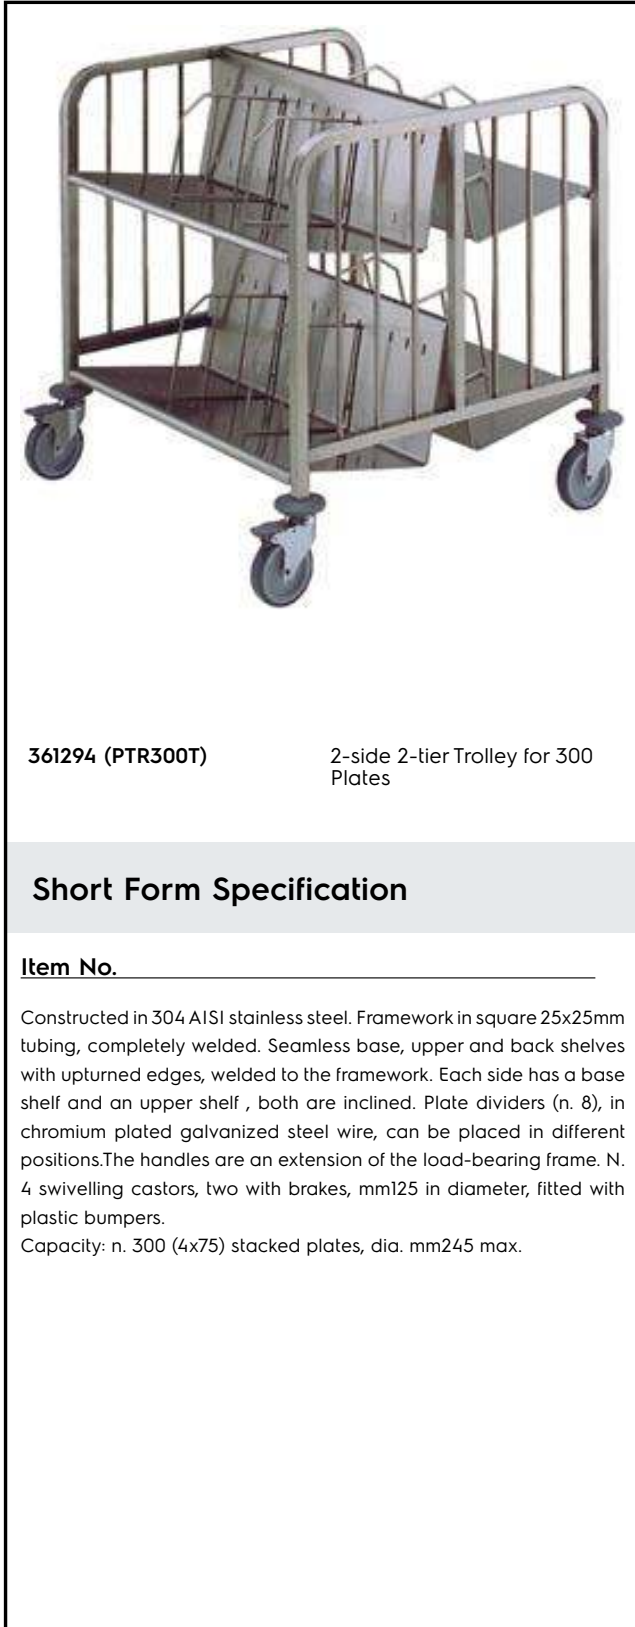 361294 (PTR300T)
2-side 2-tier Trolley for 300
Plates
Short Form Specification
Item No.
Constructed in 304 AISI stainless steel. Framework in square 25x25mm
tubing, completely welded. Seamless base, upper and back shelves
with upturned edges, welded to the framework. Each side has a base
shelf and an upper shelf , both are inclined. Plate dividers (n. 8), in
chromium plated galvanized steel wire, can be placed in different
positions.The handles are an extension of the load-bearing frame. N.
4 swivelling castors, two with brakes, mm125 in diameter, fitted with
plastic bumpers.
Capacity: n. 300 (4x75) stacked plates, dia. mm245 max.